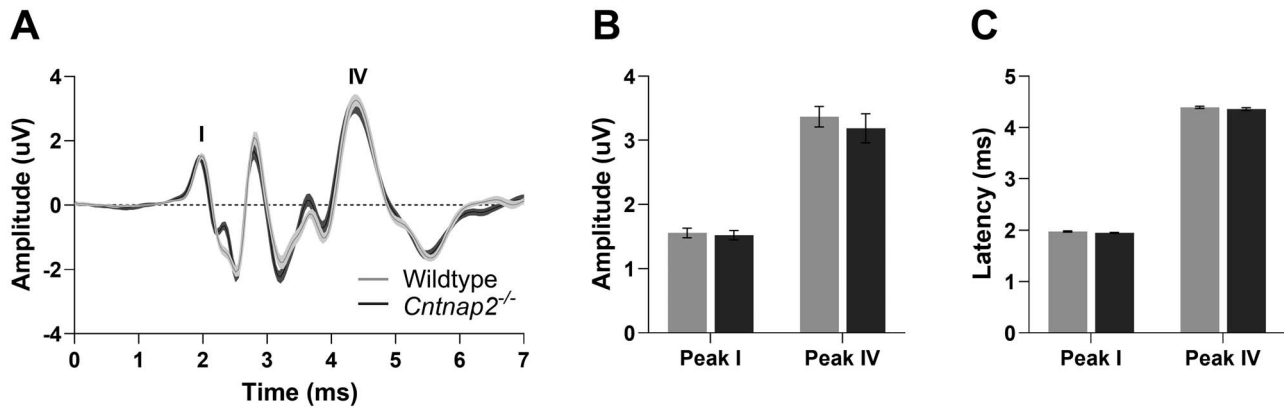 A
Amplitude (uV)
4
2
0
-2
-4
I
IV
Wildtype
Cntnap2-/-
0 1 2 3 4 5 6 7
Time (ms)
B
Amplitude (uV)
4
3
2
1
0
Peak I Peak IV
C
Latency (ms)
5
4
3
2
1
0
Peak I Peak IV